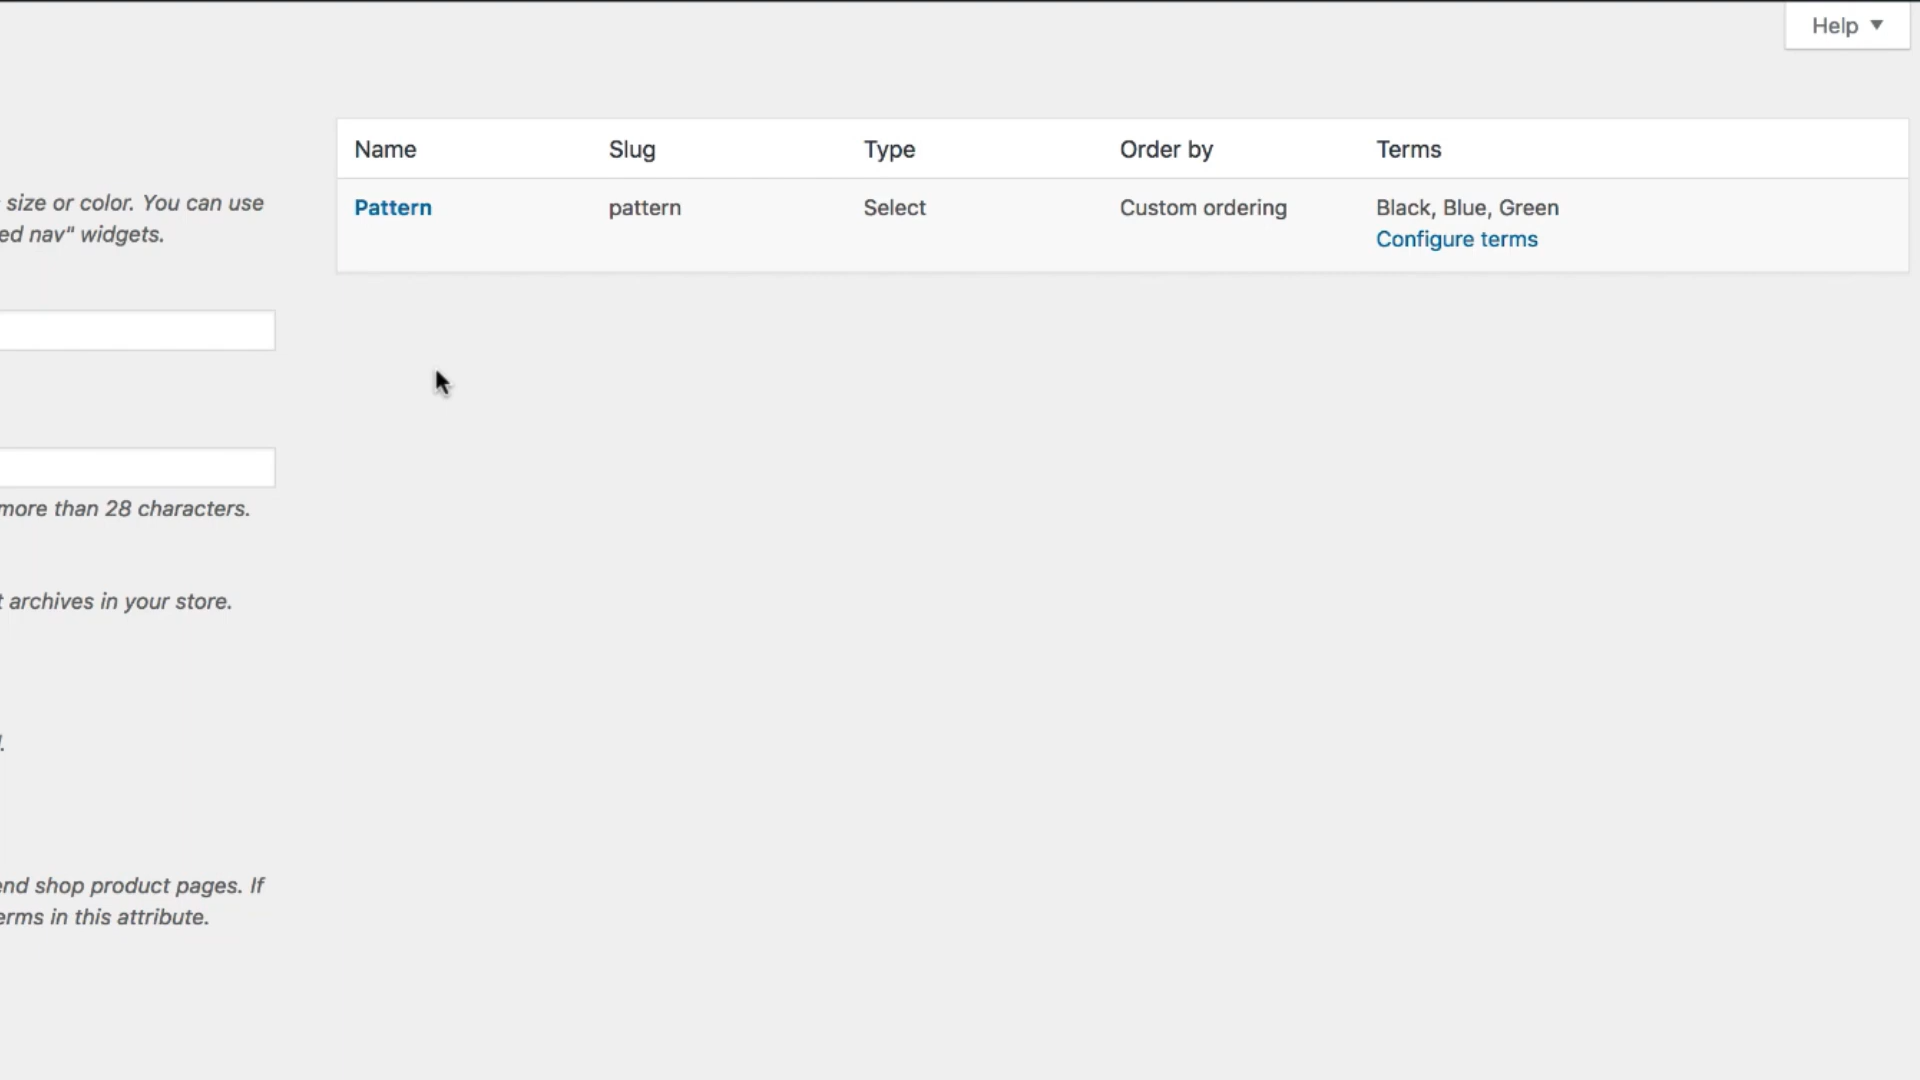 Help
Name Slug Type Order by Terms
size or color. You can use
Pattern pattern Select Custom ordering Black, Blue, Green
ed nav" widgets.
Configure terms
more than 28 characters.
t archives in your store.
end shop product pages. If
erms in this attribute.